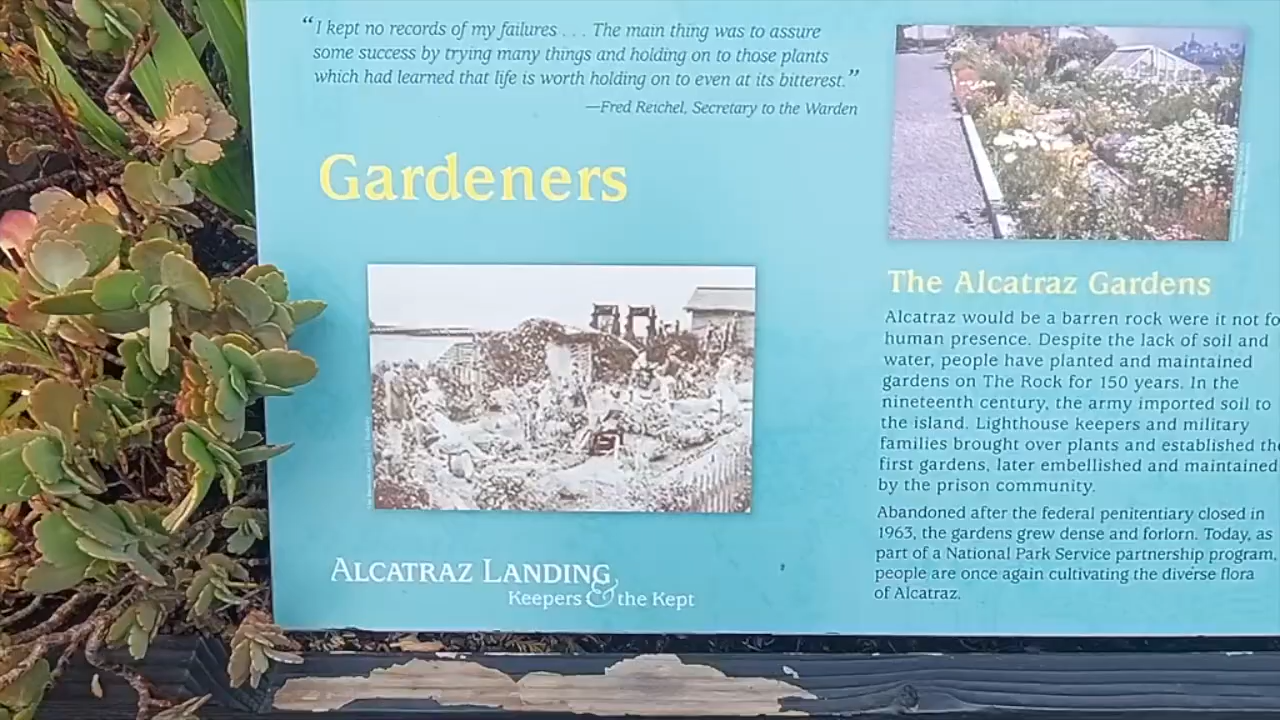 “I kept no records of my failures . . . The main thing was to assure
some success by trying many things and holding on to those plants
which had learned that life is worth holding on to even at its bitterest.”
—Fred Reichel, Secretary to the Warden
Gardeners
ALCATRAZ LANDING
Keepers & the Kept
The Alcatraz Gardens
Alcatraz would be a barren rock were it not fo
human presence. Despite the lack of soil and
water, people have planted and maintained
gardens on The Rock for 150 years. In the
nineteenth century, the army imported soil to
the island. Lighthouse keepers and military
families brought over plants and established the
first gardens, later embellished and maintained
by the prison community.
Abandoned after the federal penitentiary closed in
1963, the gardens grew dense and forlorn. Today, as
part of a National Park Service partnership program,
people are once again cultivating the diverse flora
of Alcatraz.